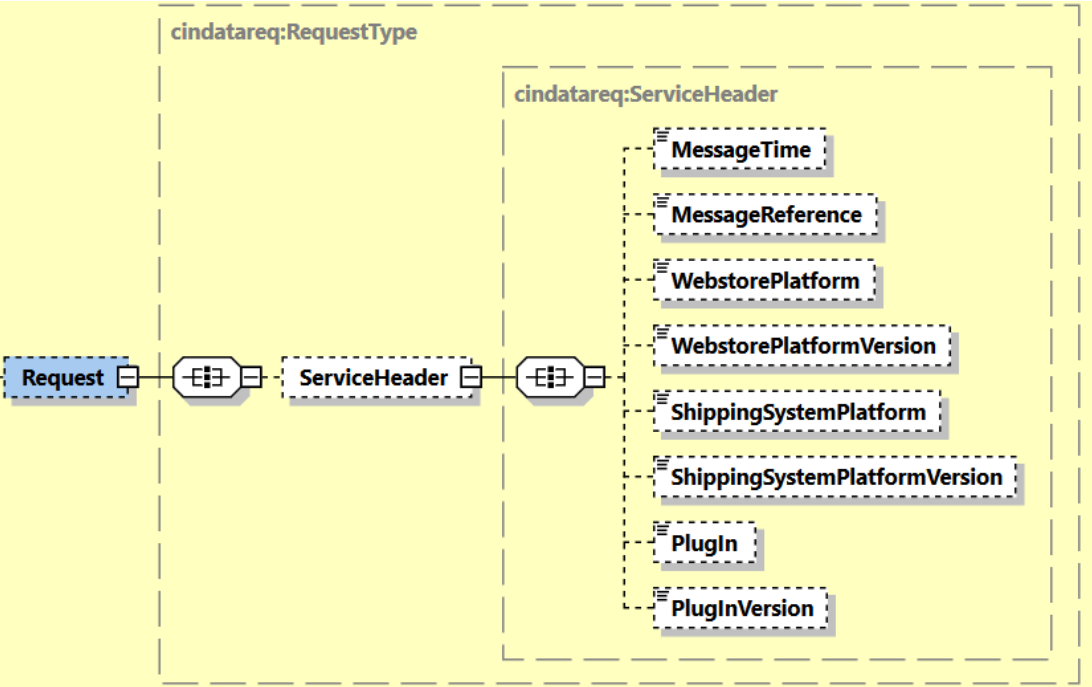 cindatareq:RequestType
cindatareq:ServiceHeader
MessageTime
MessageReference
WebstorePlatform
WebstorePlatformVersion
Request
ServiceHeader
ShippingSystemPlatform
ShippingSystemPlatformVersion
PlugIn
PlugInVersion